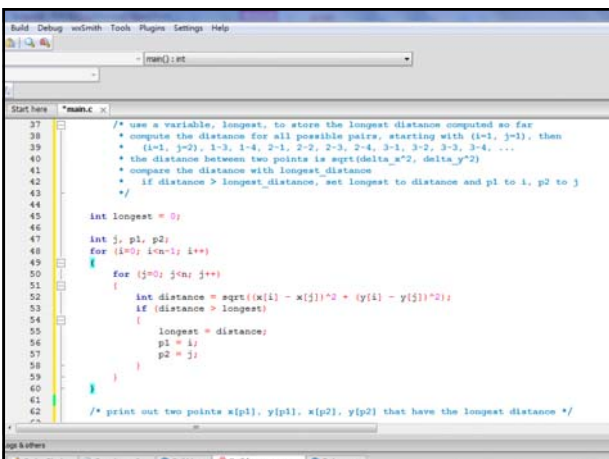 Build Debug wxSmith Tools Plugins Settings Help
main() : int
Start here *main.c
37 /* use a variable, longest, to store the longest distance computed so far
38 * compute the distance for all possible pairs, starting with (i=1, j=1), then
39 * (i=1, j=2), 1-3, 1-4, 2-1, 2-2, 2-3, 2-4, 3-1, 3-2, 3-3, 3-4, ...
40 * the distance between two points is sqrt(delta_x^2, delta_y^2)
41 * compare the distance with longest_distance
42 * if distance > longest_distance, set longest to distance and p1 to i, p2 to j
43 */
44
45 int longest = 0;
46
47 int j, p1, p2;
48 for (i=0; i<n-1; i++)
49 {
50 for (j=0; j<n; j++)
51 {
52 int distance = sqrt((x[i] - x[j])^2 + (y[i] - y[j])^2);
53 if (distance > longest)
54 {
55 longest = distance;
56 p1 = i;
57 p2 = j;
58 }
59 }
60 }
61
62 /* print out two points x[p1], y[p1], x[p2], y[p2] that have the longest distance */
& others